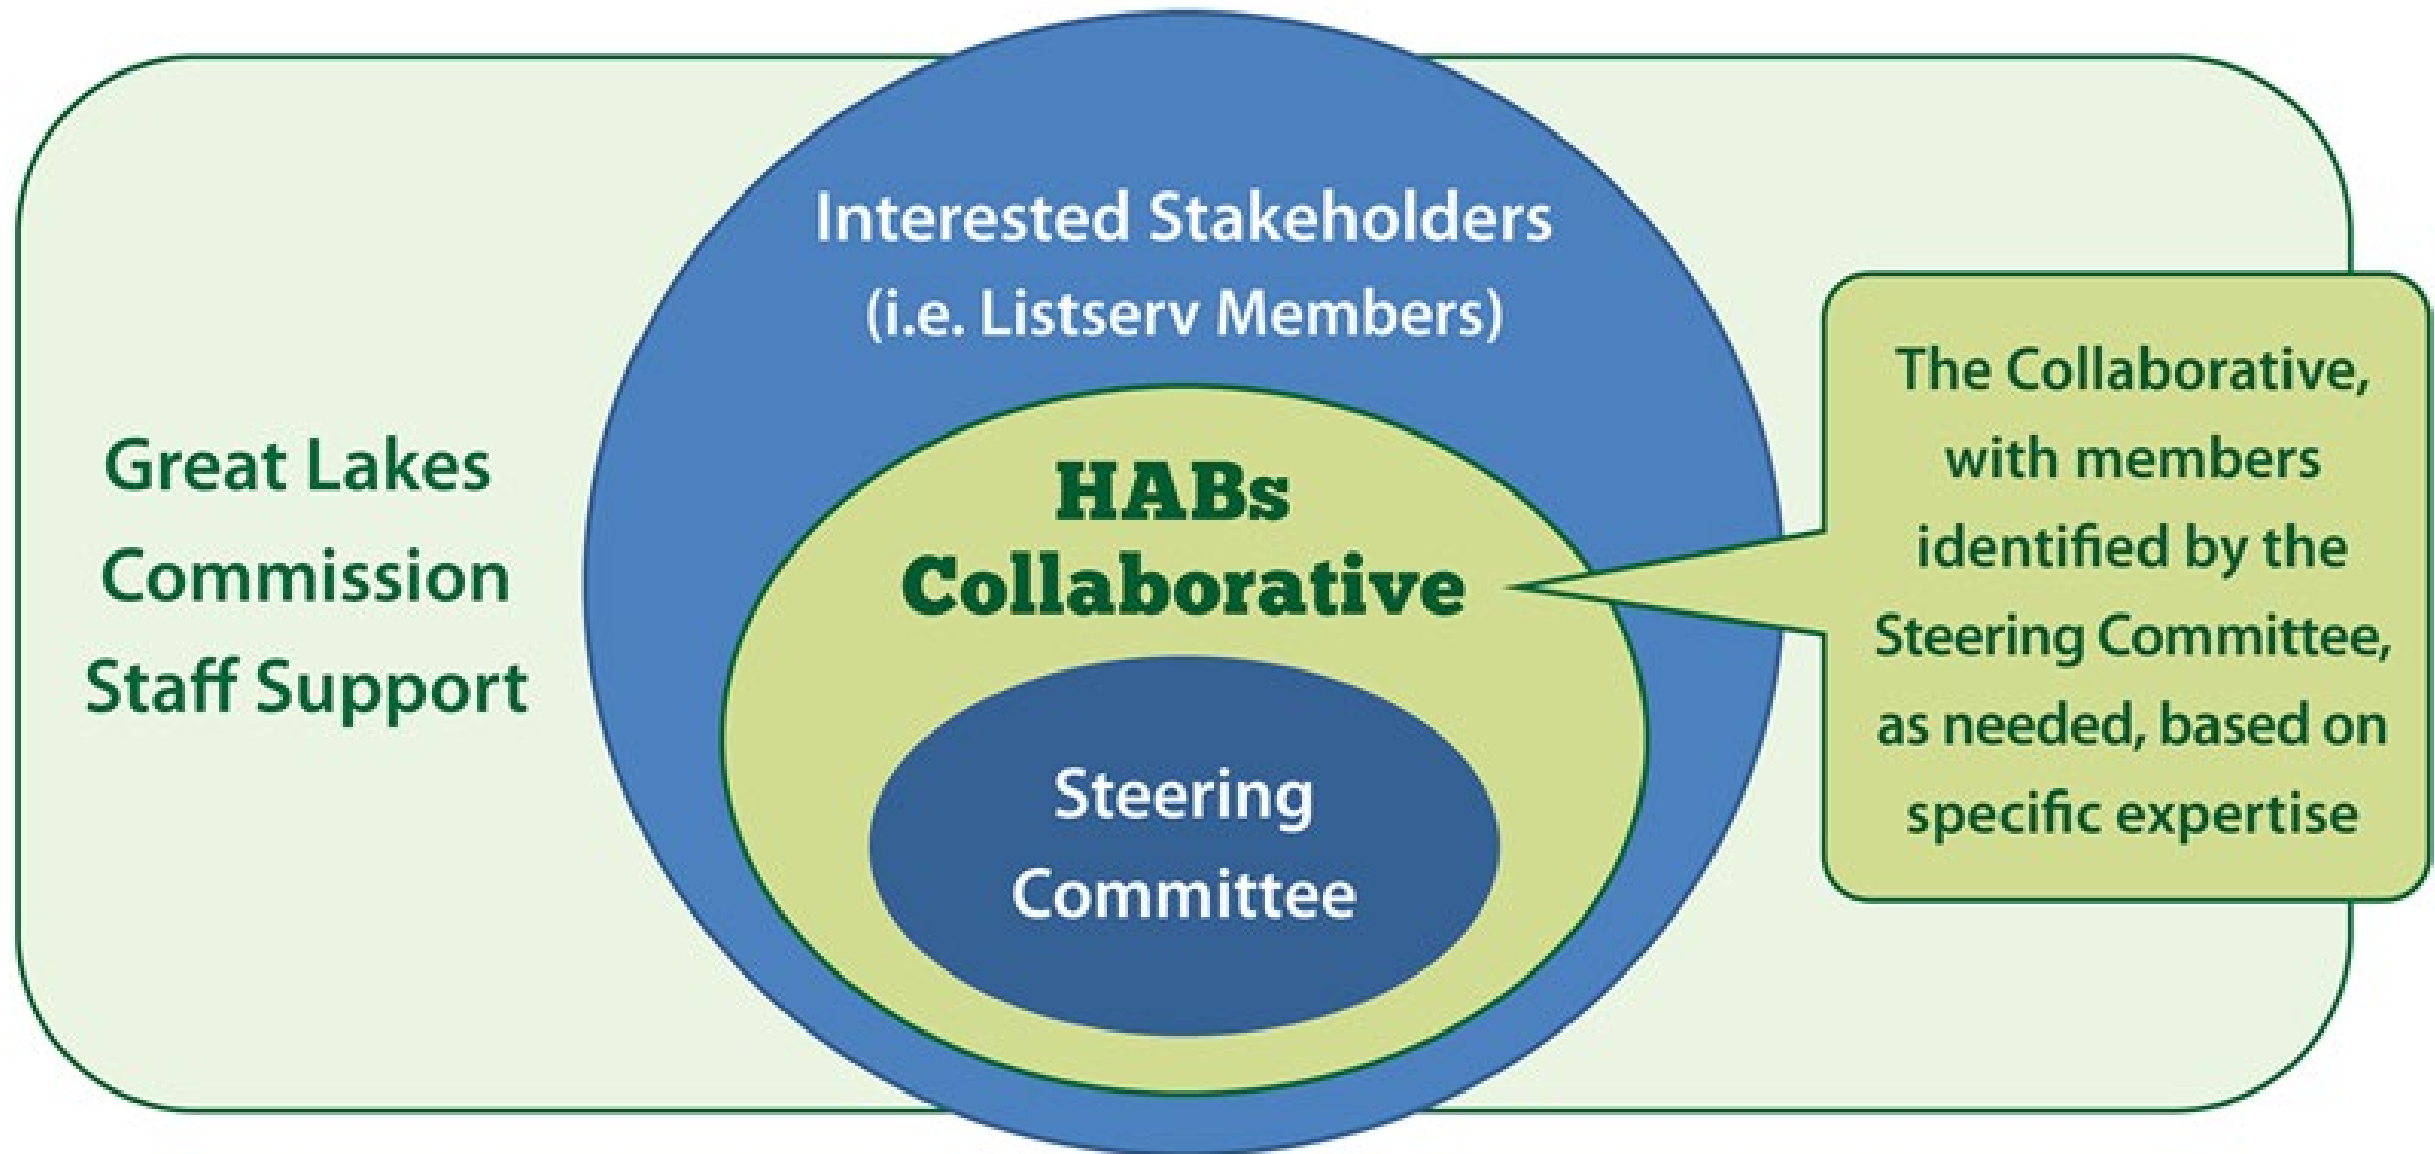 Interested Stakeholders
(i.e. Listserv Members)
Great Lakes
Commission
Staff Support
HABs
Collaborative
Steering
Committee
The Collaborative,
with members
identified by the
Steering Committee,
as needed, based on
specific expertise